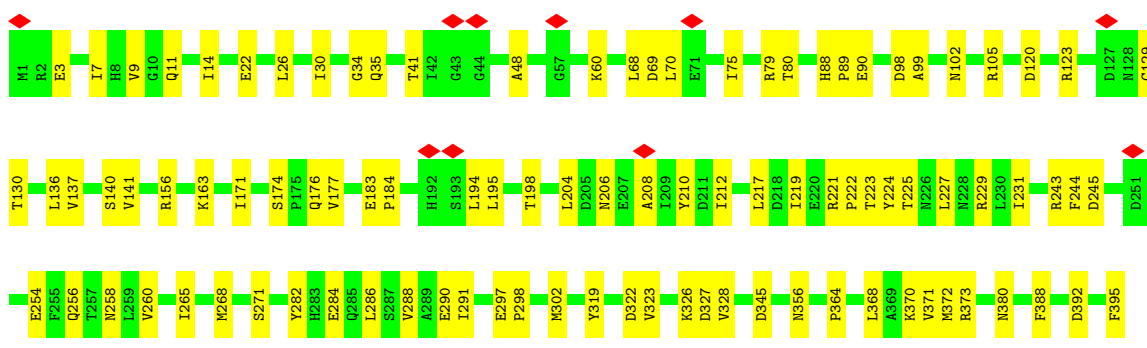 M1 R2 E3 I7 H8 V9 G10 Q11 I14 E22 L26 I30 G34 Q35 T41 I42 G43 G44 A48 G57 K60 L68 D69 L70 E71 I75 R79 T80 H88 P89 E90 D98 A99 N102 R105 D120 R123 D127 N128
T130 L136 V137 S140 V141 R156 K163 I171 S174 P175 Q176 V177 E183 P184 H192 S193 L194 L195 T198 L204 D205 N206 E207 A208 I209 Y210 D211 I212 L217 D218 I219 E220 R221 P222 T223 Y224 T225 N226 L227 N228 R229 L230 I231 R243 F244 D245 D251
E254 F255 Q256 T257 N258 L259 V260 I265 M268 S271 Y282 H283 E284 Q285 L286 S287 V288 A289 E290 I291 E297 P298 M302 Y319 D322 V323 K326 D327 V328 D345 N356 P364 L368 A369 K370 V371 M372 R373 N380 F388 D392 F395